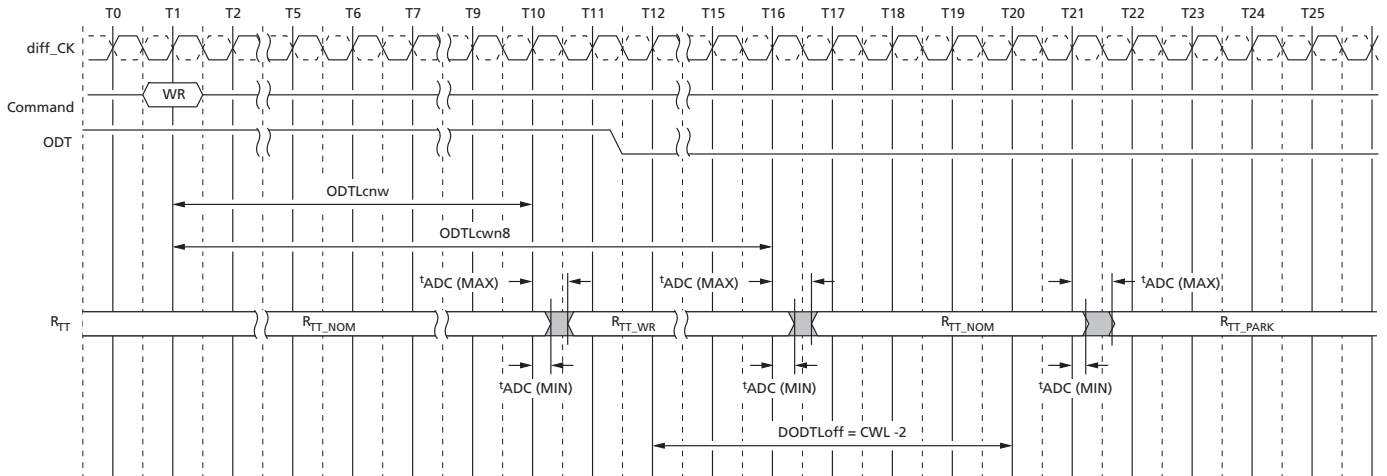 T0 T1 T2 T5 T6 T7 T9 T10 T11 T12 T15 T16 T17 T18 T19 T20 T21 T22 T23 T24 T25
diff_CK
Command WR
ODT
ODTLcnw
ODTLcwn8
tADC (MAX) tADC (MAX) tADC (MAX)
RTT RTT_NOM RTT_WR RTT_NOM RTT_PARK
tADC (MIN) tADC (MIN) tADC (MIN)
DODTLoff = CWL -2